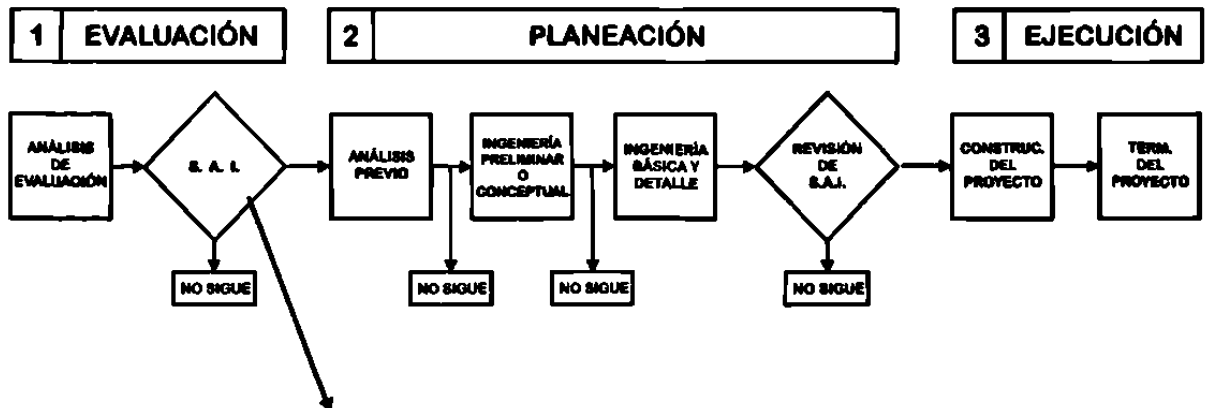 1 EVALUACIÓN
2 PLANEACIÓN
3 EJECUCIÓN
ANÁLISIS
DE
EVALUACIÓN
S. A. I.
ANÁLISIS
PREVIO
INGENIERÍA
PRELIMINAR
O
CONCEPTUAL
INGENIERÍA
BÁSICA Y
DETALLE
REVISIÓN
DE
S.A.I.
CONSTRUC.
DEL
PROYECTO
TERM.
DEL
PROYECTO
NO SIGUE
NO SIGUE
NO SIGUE
NO SIGUE